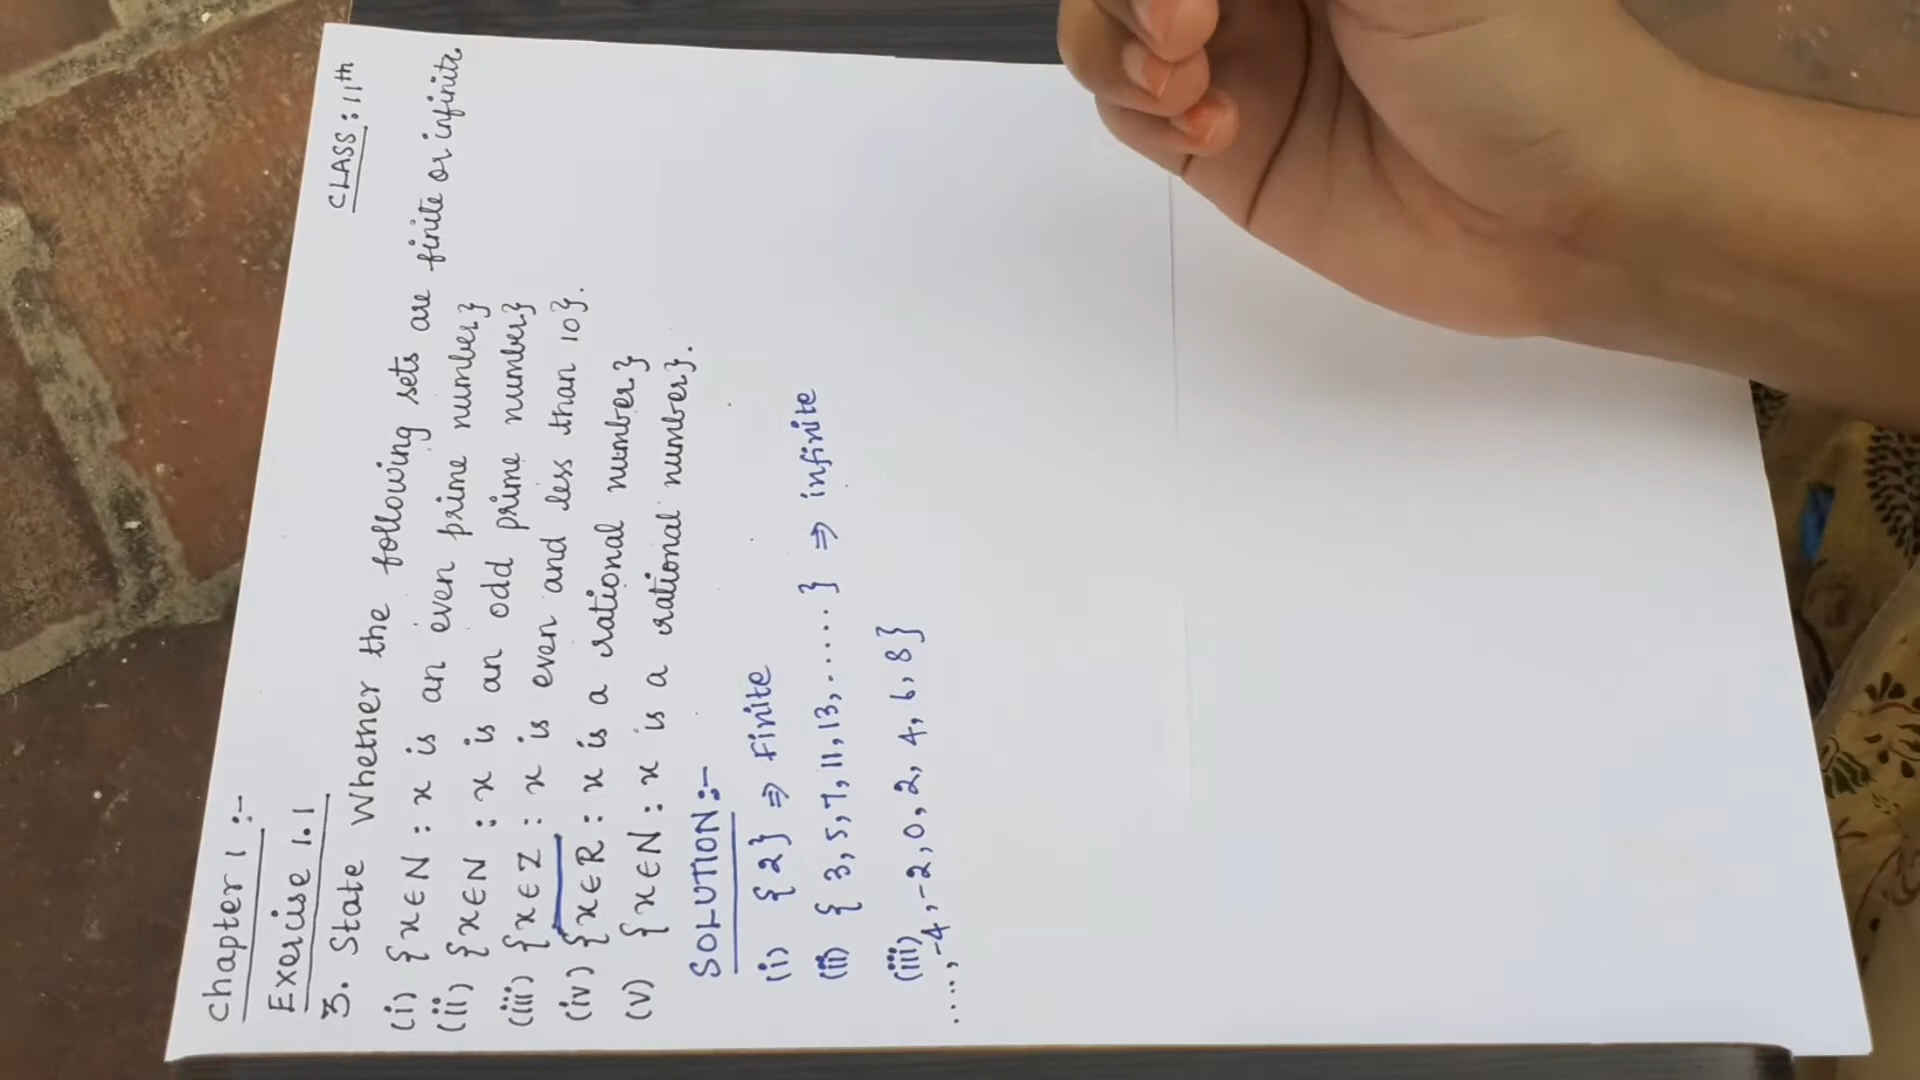 CLASS : 11th
Chapter 1 :-
Exercise 1.1
3. State whether the following sets are finite or infinite
(i) {x∈N : x is an even prime number}
(ii) {x∈N : x is an odd prime number}
(iii) {x∈Z : x is even and less than 10}.
(iv) {x∈R : x is a rational number}
(v) {x∈N : x is a rational number}.
SOLUTION:-
(i) {2} ⇒ Finite
(ii) {3,5,7,11,13,......} ⇒ infinite
(iii)
....,-4,-2,0,2,4,6,8}